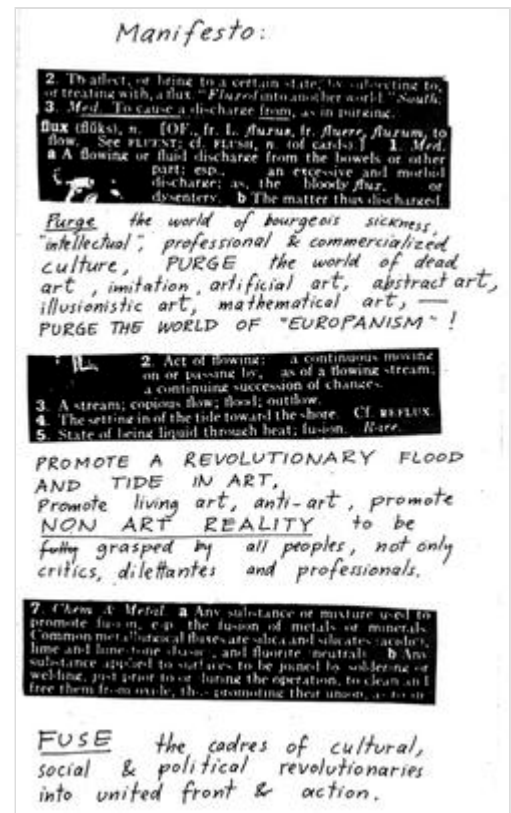 Manifesto:
2. To affect, or bring to a certain state, by subjecting to,
or treating with, a flux. "Fluxed into another world." South.
3. Med. To cause a discharge from, as in purging.
flux (flŭks), n. [OF., fr. L. fluxus, fr. fluere, fluxum, to
flow. See FLUENT; cf. FLUSH, n. (of cards).] 1. Med.
a A flowing or fluid discharge from the bowels or other
part; esp., an excessive and morbid
discharge; as, the bloody flux, or
dysentery. b The matter thus discharged.
Purge the world of bourgeois sickness,
"intellectual", professional & commercialized
culture, PURGE the world of dead
art, imitation, artificial art, abstract art,
illusionistic art, mathematical art, —
PURGE THE WORLD OF "EUROPANISM"!
2. Act of flowing: a continuous moving
on or passing by, as of a flowing stream;
a continuing succession of changes.
3. A stream; copious flow; flood; outflow.
4. The setting in of the tide toward the shore. Cf. REFLUX.
5. State of being liquid through heat; fusion. Rare.
PROMOTE A REVOLUTIONARY FLOOD
AND TIDE IN ART,
Promote living art, anti-art, promote
NON ART REALITY to be
fully grasped by all peoples, not only
critics, dilettantes and professionals.
7. Chem. & Metal. a Any substance or mixture used to
promote fusion, esp. the fusion of metals or minerals.
Common metallurgical fluxes are silica and silicates (acidic),
lime and limestone (basic), and fluorite (neutral). b Any
substance applied to surfaces to be joined by soldering or
welding, just prior to or during the operation, to clean and
free them from oxide, thus promoting their union, as
FUSE the cadres of cultural,
social & political revolutionaries
into united front & action.